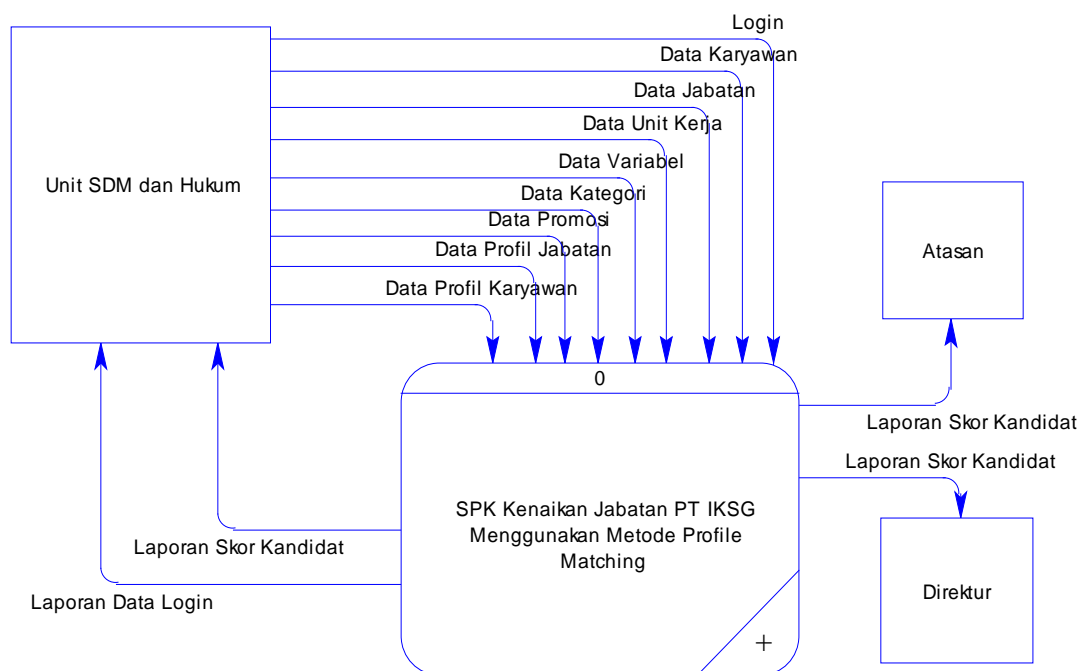 Login
Data Karyawan
Data Jabatan
Data Unit Kerja
Data Variabel
Data Kategori
Data Promosi
Data Profil Jabatan
Data Profil Karyawan
Unit SDM dan Hukum
Atasan
0
Laporan Skor Kandidat
Laporan Skor Kandidat
SPK Kenaikan Jabatan PT IKSG
Menggunakan Metode Profile
Matching
Laporan Skor Kandidat
Laporan Data Login
Direktur
+